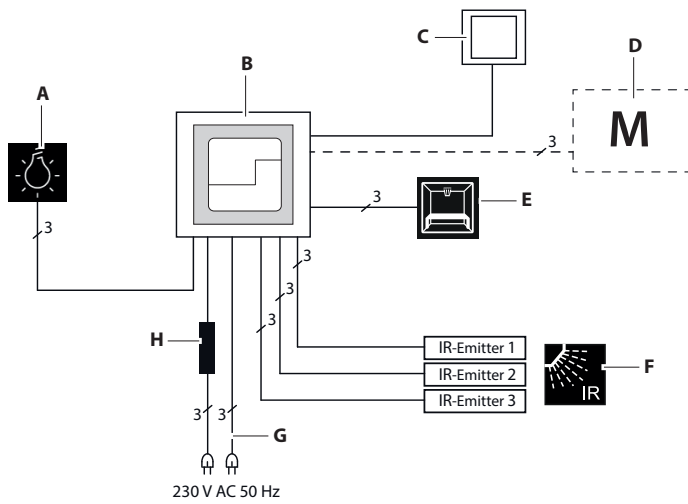 C
D
B
A
M
3
3
E
3
3
3
3
H
IR-Emitter 1
IR-Emitter 2
IR-Emitter 3
F
IR
3
3
G
230 V AC 50 Hz